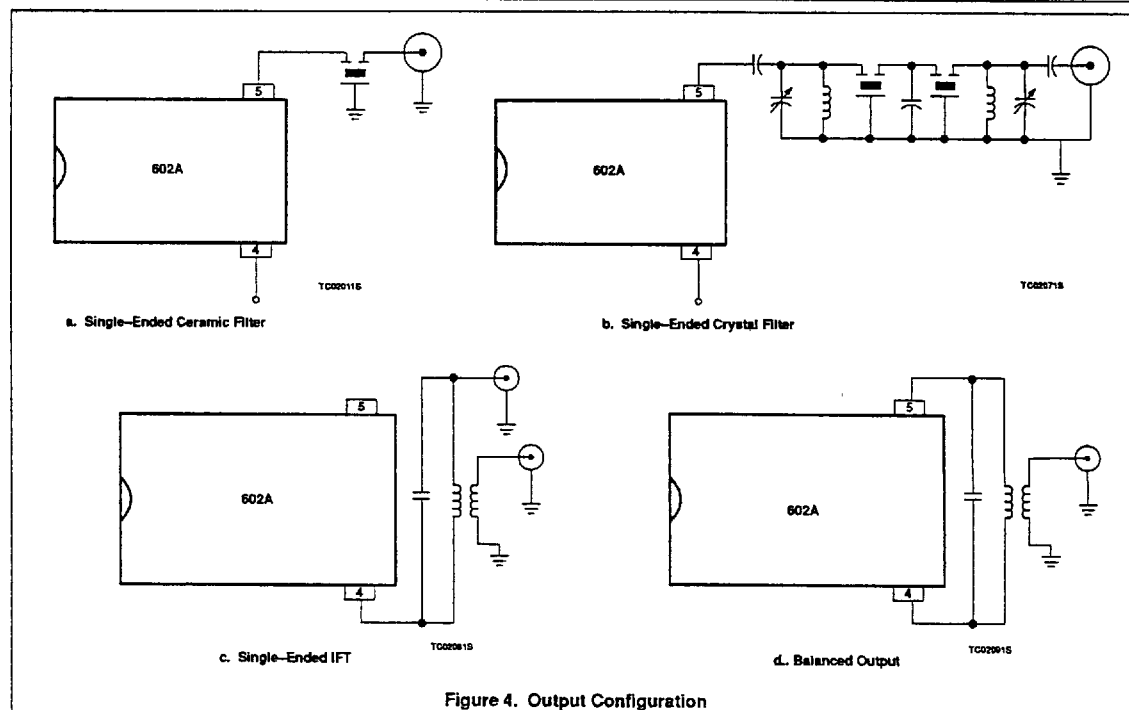 5
602A
4
TC02011S
a. Single–Ended Ceramic Filter
5
602A
4
TC02071S
b. Single–Ended Crystal Filter
5
602A
4
TC02081S
c. Single–Ended IFT
5
602A
4
TC02091S
d.. Balanced Output
Figure 4. Output Configuration